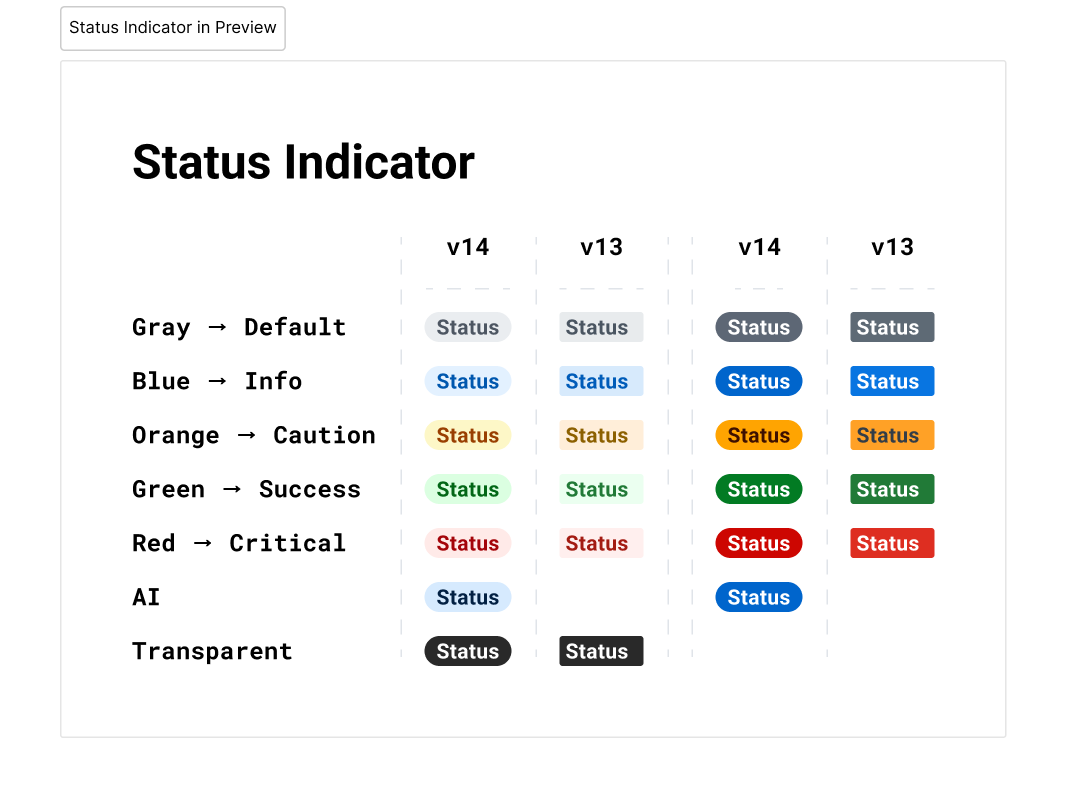 Status Indicator in Preview
Status Indicator
v14 v13 v14 v13
Gray → Default Status Status Status Status
Blue → Info Status Status Status Status
Orange → Caution Status Status Status Status
Green → Success Status Status Status Status
Red → Critical Status Status Status Status
AI Status Status
Transparent Status Status